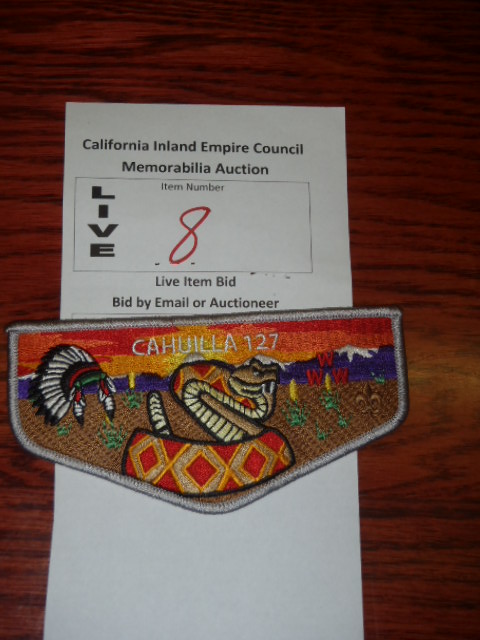 California Inland Empire Council
Memorabilia Auction
Item Number
LIVE
8
Live Item Bid
Bid by Email or Auctioneer
CAHUILLA 127
W
W W